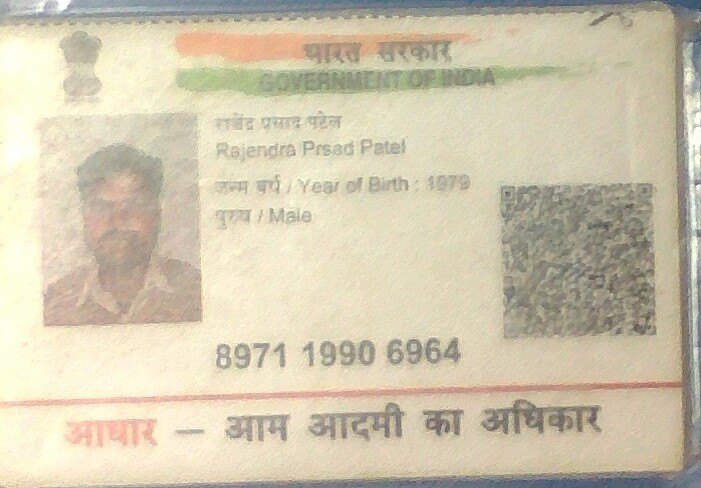 भारत सरकार
GOVERNMENT OF INDIA
राजेंद्र प्रसाद पटेल
Rajendra Prsad Patel
जन्म वर्ष / Year of Birth : 1979
पुरुष / Male
8971 1990 6964
आधार — आम आदमी का अधिकार